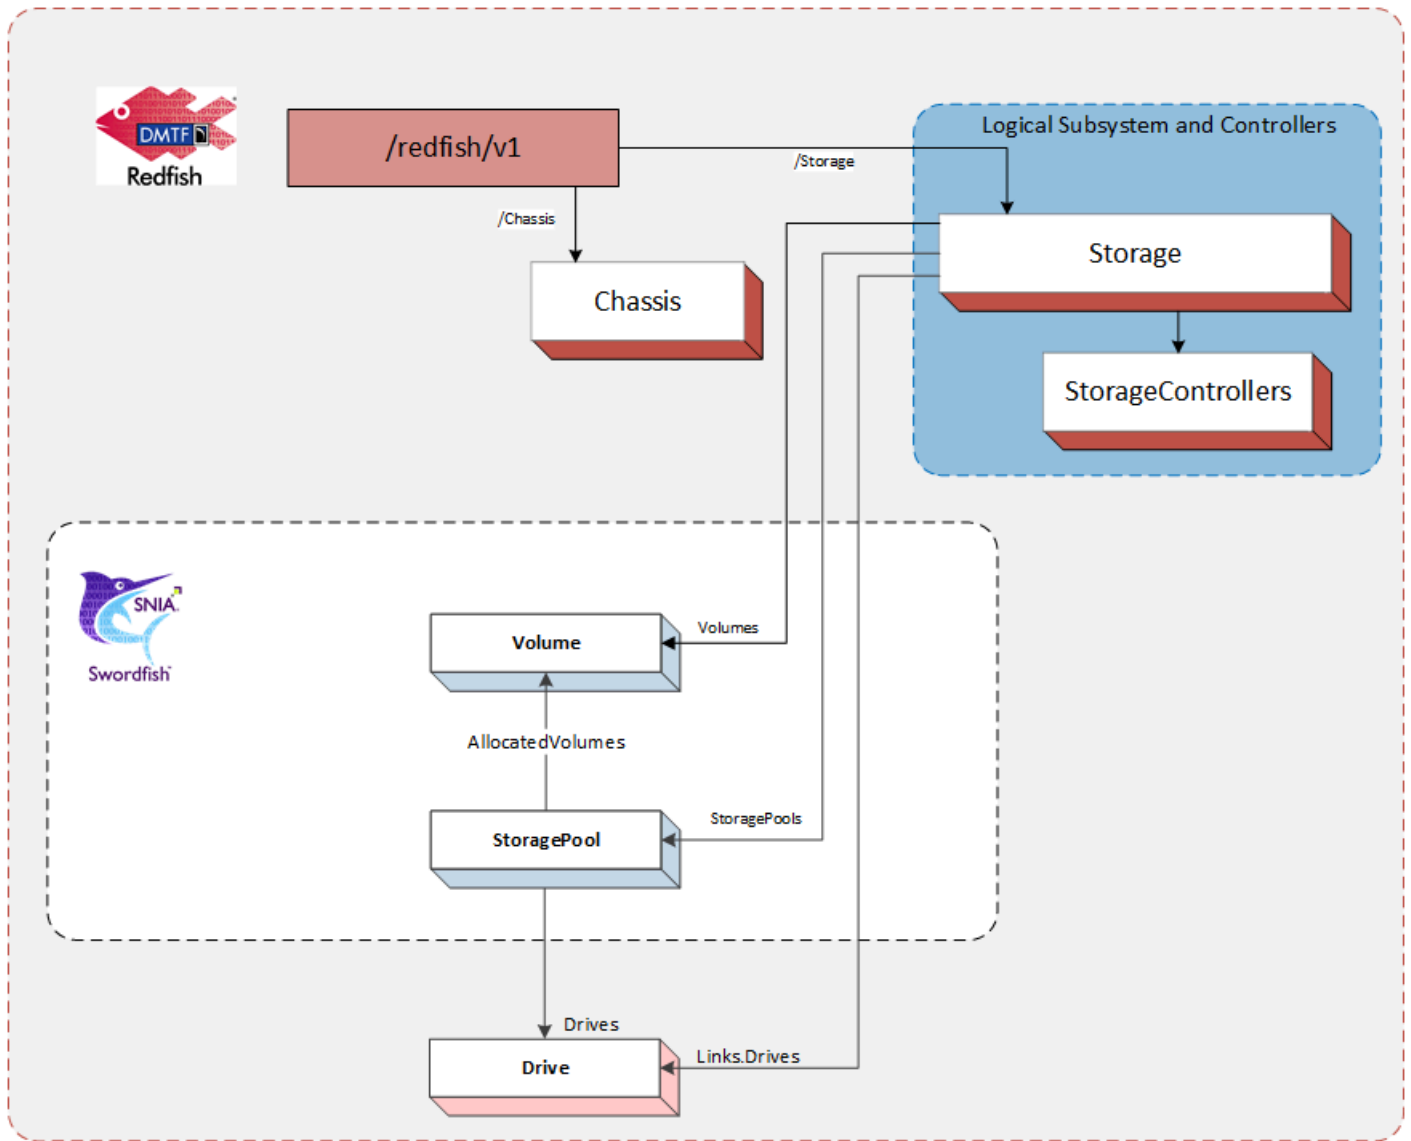 DMTF
Redfish
/redfish/v1
/Storage
Logical Subsystem and Controllers
/Chassis
Storage
Chassis
StorageControllers
SNIA
Swordfish
Volume
Volumes
AllocatedVolumes
StoragePool
StoragePools
Drives
Drive
Links.Drives